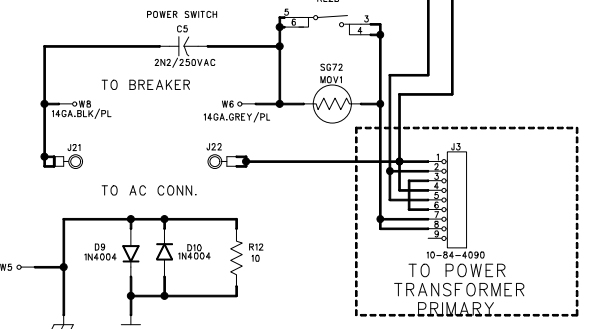 POWER SWITCH
C5
2N2/250VAC
5
6
3
4
SG72
MOV1
TO BREAKER
W8
14GA.BLK/PL
W6
14GA.GREY/PL
J21
J22
TO AC CONN.
J3
1
2
3
4
5
6
7
8
9
10-84-4090
TO POWER
TRANSFORMER
PRIMARY
D9
1N4004
D10
1N4004
R12
10
W5